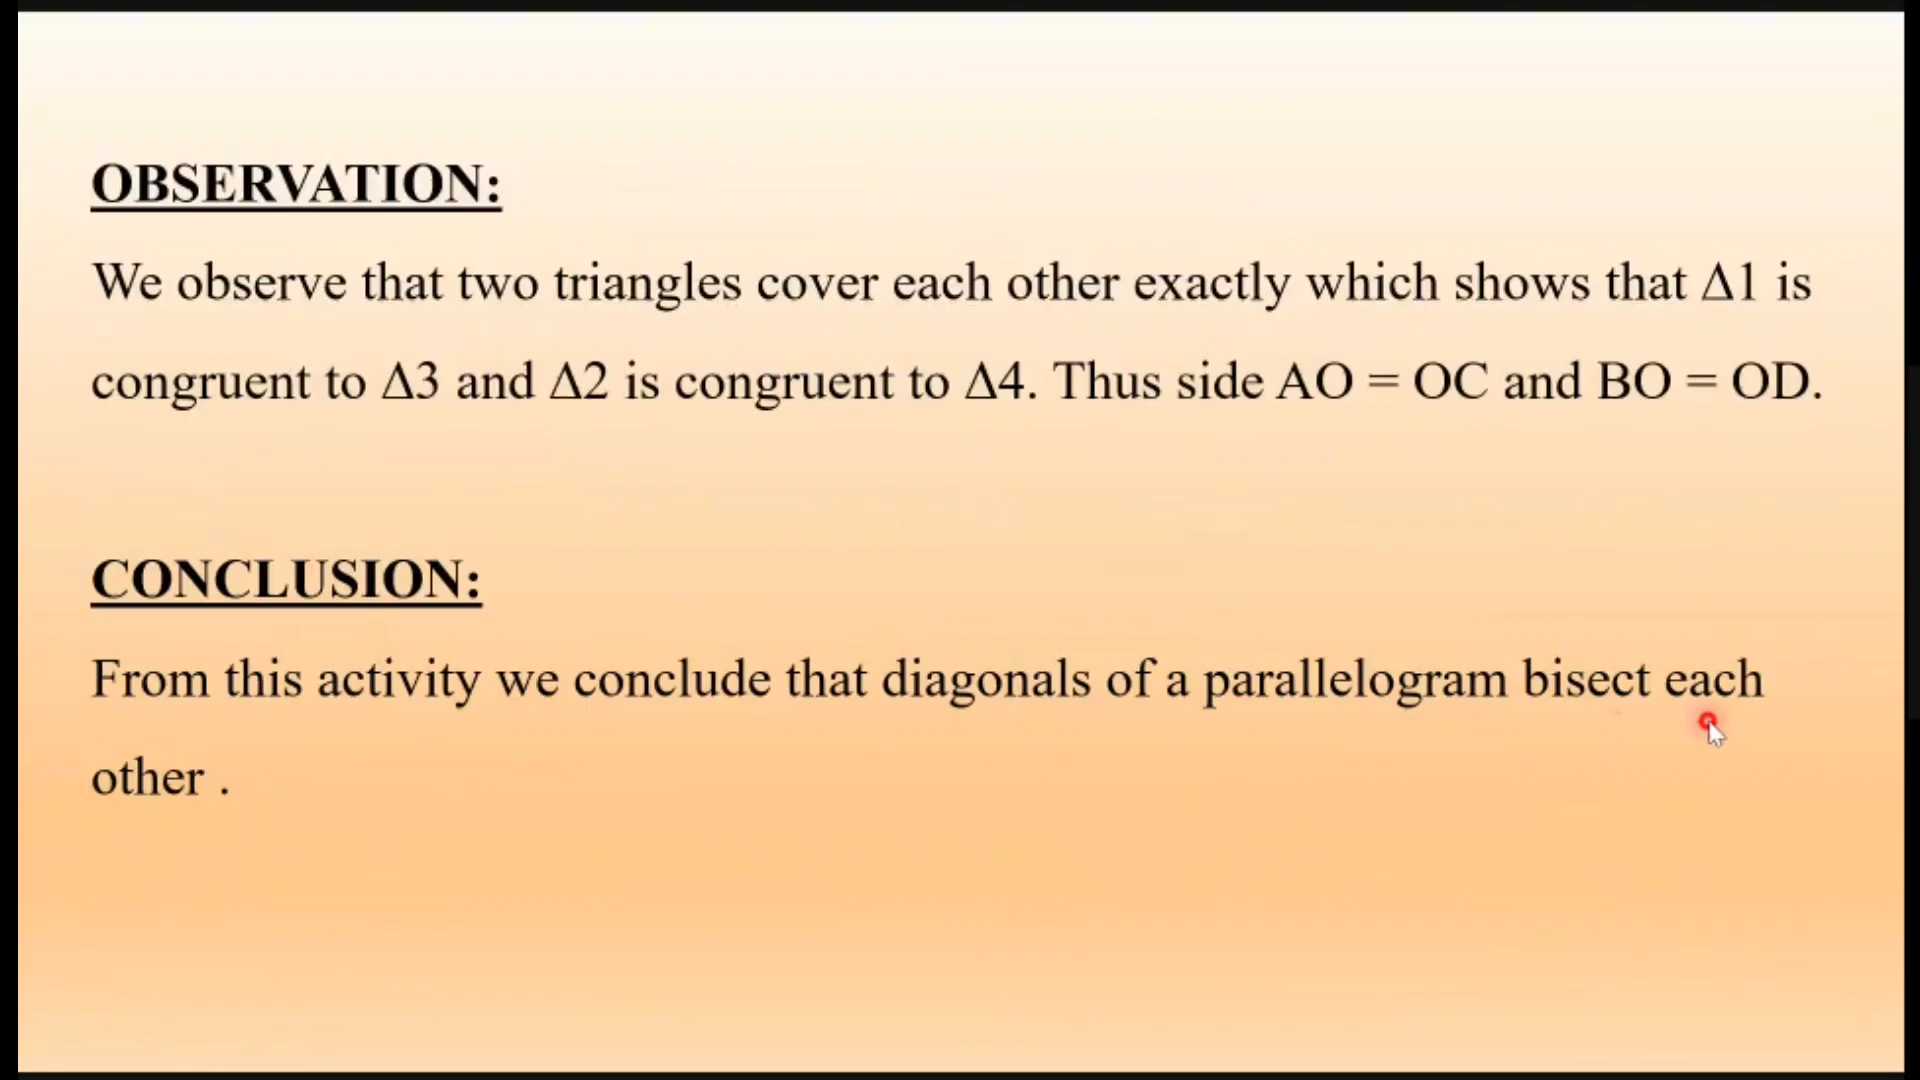 OBSERVATION:
We observe that two triangles cover each other exactly which shows that Δ1 is
congruent to Δ3 and Δ2 is congruent to Δ4. Thus side AO = OC and BO = OD.
CONCLUSION:
From this activity we conclude that diagonals of a parallelogram bisect each
other .